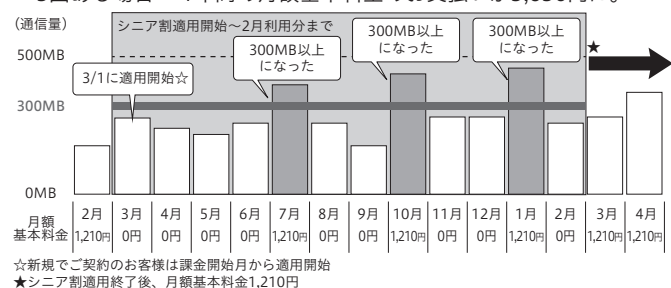 (通信量)
シニア割適用開始～2月利用分まで
500MB
300MB以上
になった
300MB以上
になった
300MB以上
になった
★
3/1に適用開始☆
300MB
0MB
月額
基本料金
2月 3月 4月 5月 6月 7月 8月 9月 10月 11月 12月 1月 2月 3月 4月
1,210円 0円 0円 0円 0円 1,210円 0円 0円 1,210円 0円 0円 1,210円 0円 1,210円 1,210円
☆新規でご契約のお客様は課金開始月から適用開始
★シニア割適用終了後、月額基本料金1,210円